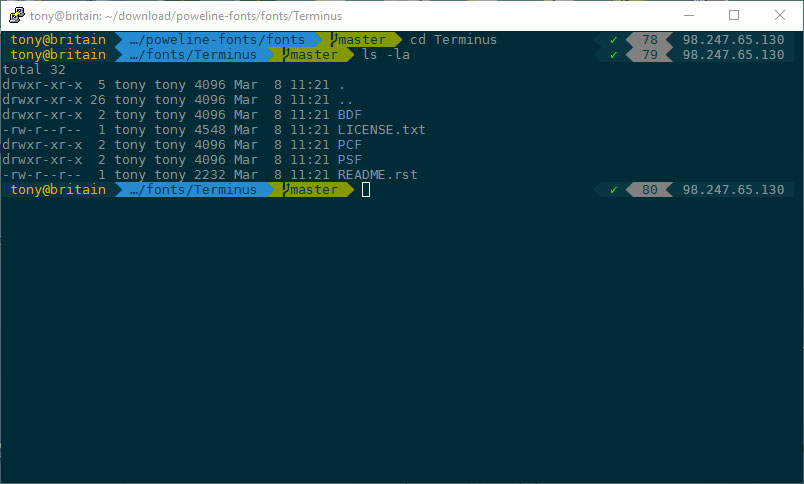 tony@britain: ~/download/poweline-fonts/fonts/Terminus
tony@britain …/poweline-fonts/fonts master cd Terminus ✓ 78 98.247.65.130
tony@britain …/fonts/Terminus master ls -la ✓ 79 98.247.65.130
total 32
drwxr-xr-x  5 tony tony 4096 Mar  8 11:21 .
drwxr-xr-x 26 tony tony 4096 Mar  8 11:21 ..
drwxr-xr-x  2 tony tony 4096 Mar  8 11:21 BDF
-rw-r--r--  1 tony tony 4548 Mar  8 11:21 LICENSE.txt
drwxr-xr-x  2 tony tony 4096 Mar  8 11:21 PCF
drwxr-xr-x  2 tony tony 4096 Mar  8 11:21 PSF
-rw-r--r--  1 tony tony 2232 Mar  8 11:21 README.rst
tony@britain …/fonts/Terminus master ✓ 80 98.247.65.130